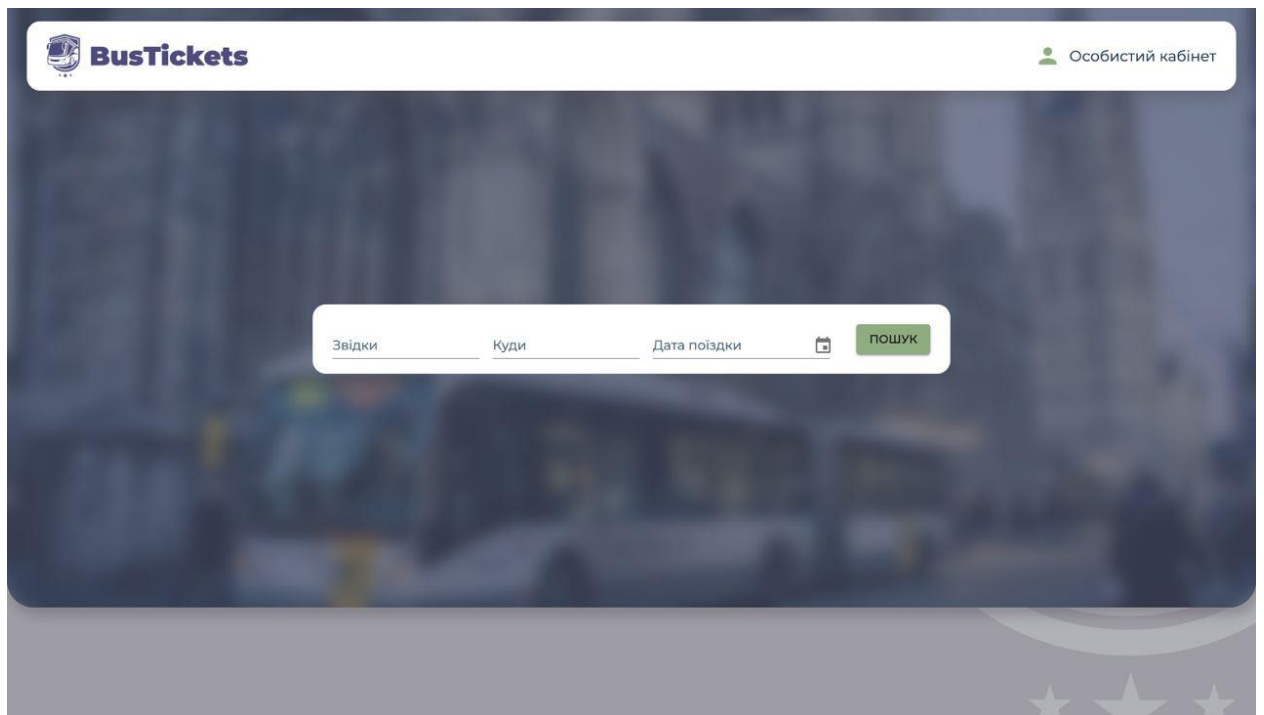 BusTickets
Особистий кабінет
Звідки
Куди
Дата поїздки
ПОШУК